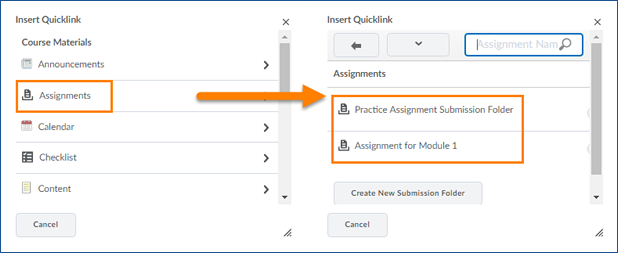 Insert Quicklink
Course Materials
Announcements
Assignments
Calendar
Checklist
Content
Cancel
Insert Quicklink
Assignment Nam
Assignments
Practice Assignment Submission Folder
Assignment for Module 1
Create New Submission Folder
Cancel